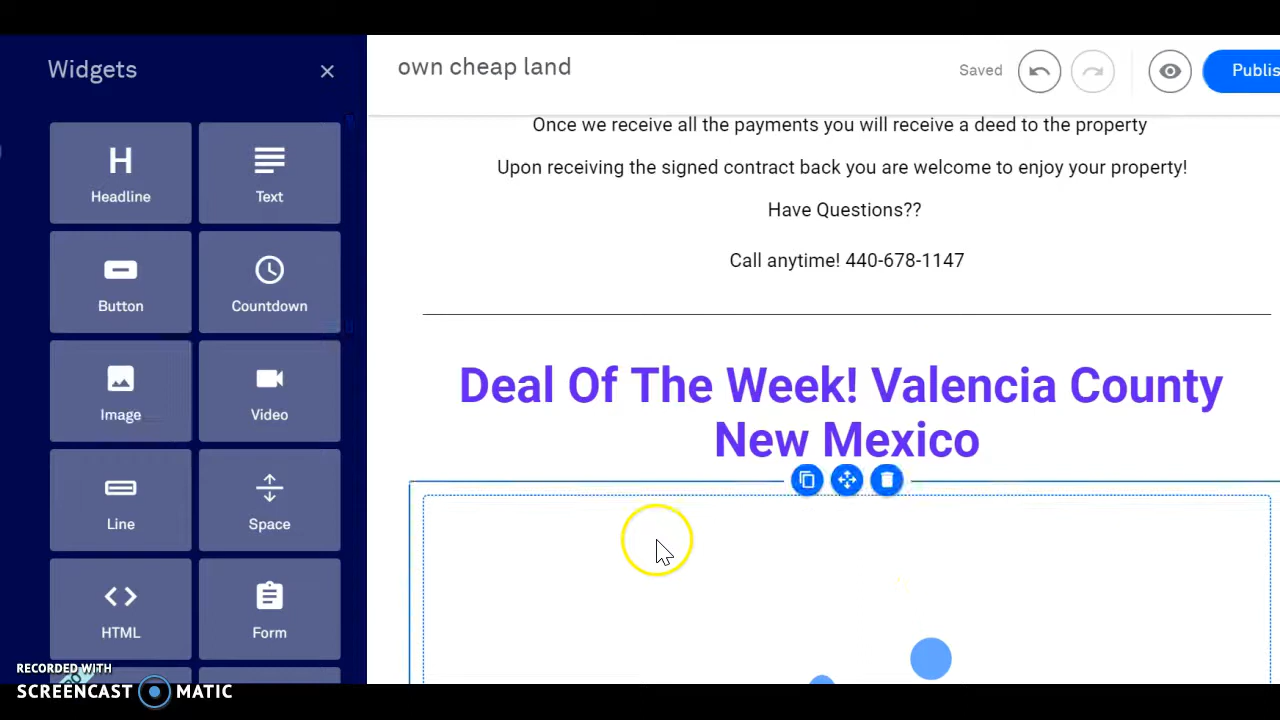 Widgets
own cheap land
Saved
Publis
H
Headline
Text
Button
Countdown
Image
Video
Line
Space
HTML
Form
Once we receive all the payments you will receive a deed to the property
Upon receiving the signed contract back you are welcome to enjoy your property!
Have Questions??
Call anytime! 440-678-1147
Deal Of The Week! Valencia County
New Mexico
RECORDED WITH
SCREENCAST MATIC